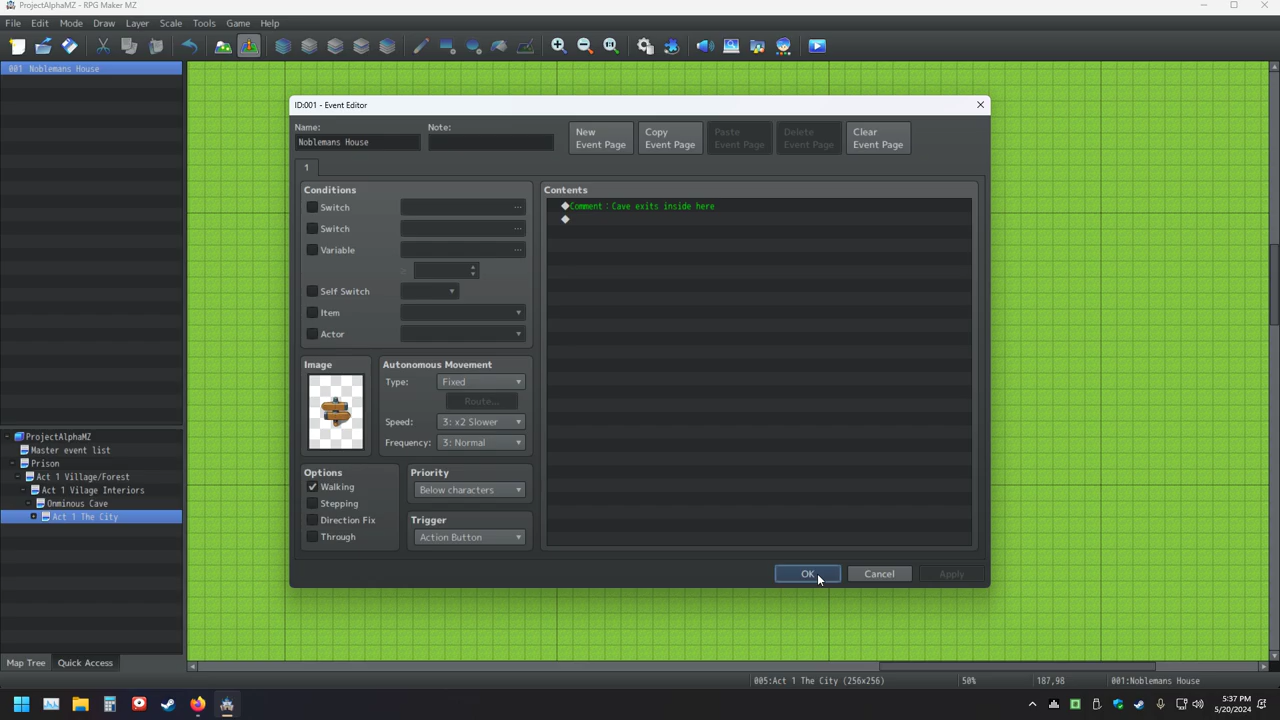 ProjectAlphaMZ - RPG Maker MZ
File Edit Mode Draw Layer Scale Tools Game Help
001 Noblemans House
ID:001 - Event Editor
Name: Note:
Noblemans House
New Event Page
Copy Event Page
Paste Event Page
Delete Event Page
Clear Event Page
1
Conditions
Switch ...
Switch ...
Variable ...
≥
Self Switch
Item
Actor
Image
Autonomous Movement
Type: Fixed
Route...
Speed: 3: x2 Slower
Frequency: 3: Normal
Options
Walking
Stepping
Direction Fix
Through
Priority
Below characters
Trigger
Action Button
Contents
◆Comment：Cave exits inside here
◆
OK Cancel Apply
ProjectAlphaMZ
Master event list
Prison
Act 1 Village/Forest
Act 1 Vilage Interiors
Onminous Cave
Act 1 The City
Map Tree Quick Access
005:Act 1 The City (256x256) 50% 187,98 001:Noblemans House
5:37 PM
5/20/2024